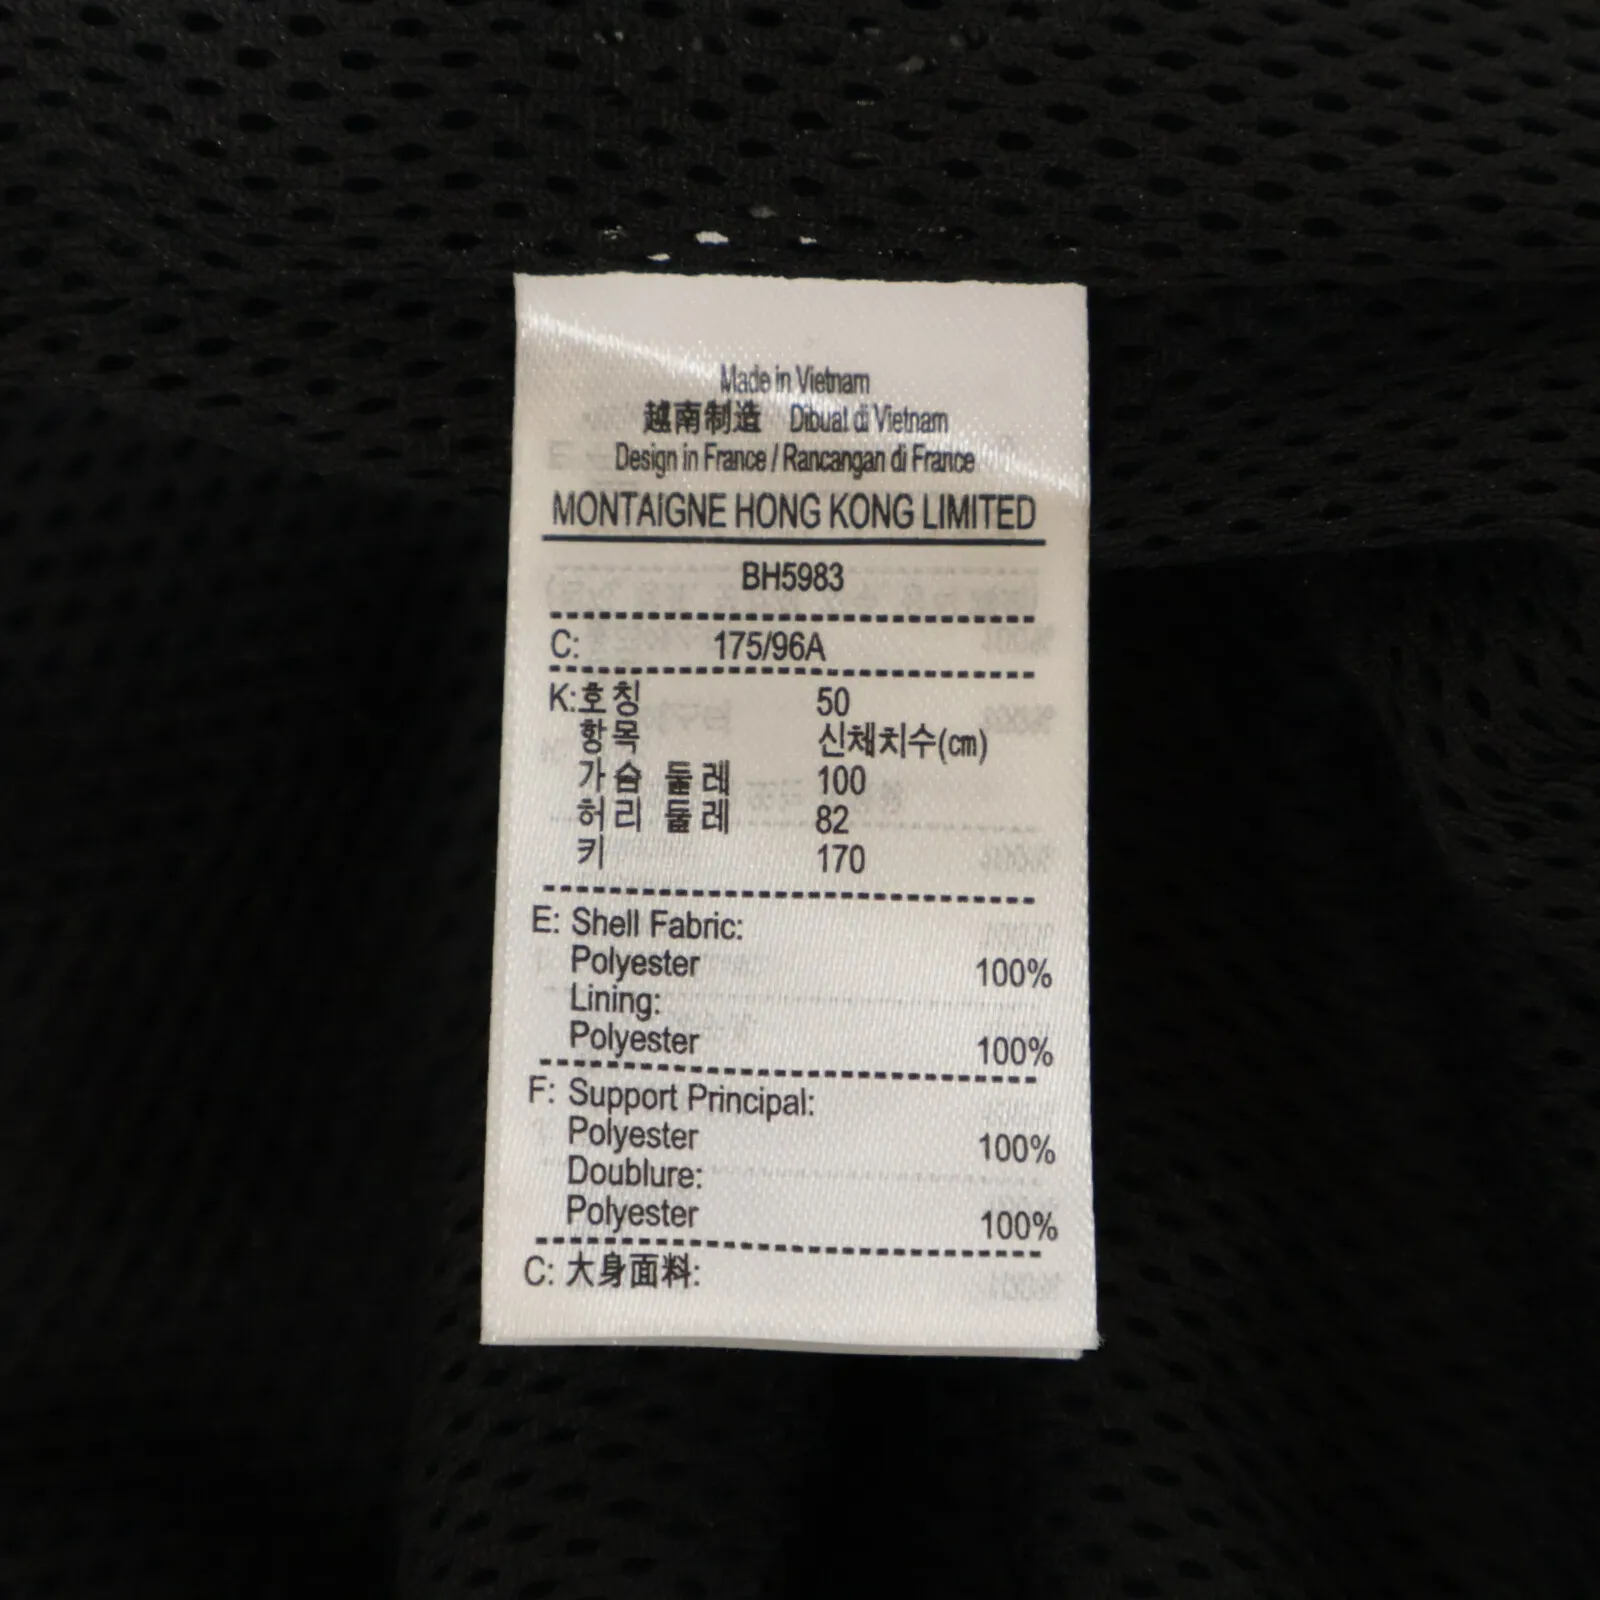 Made in Vietnam
越南制造 Dibuat di Vietnam
Design in France / Rancangan di France
MONTAIGNE HONG KONG LIMITED
BH5983
C: 175/96A
K:호칭 50
항목 신체치수(cm)
가슴 둘레 100
허리 둘레 82
키 170
E: Shell Fabric:
Polyester 100%
Lining:
Polyester 100%
F: Support Principal:
Polyester 100%
Doublure:
Polyester 100%
C: 大身面料: